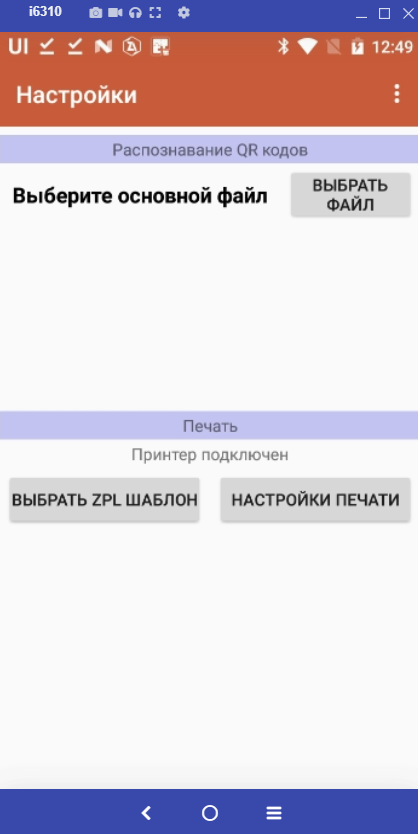 i6310
UI 12:49
Настройки
Распознавание QR кодов
Выберите основной файл
ВЫБРАТЬ
ФАЙЛ
Печать
Принтер подключен
ВЫБРАТЬ ZPL ШАБЛОН
НАСТРОЙКИ ПЕЧАТИ